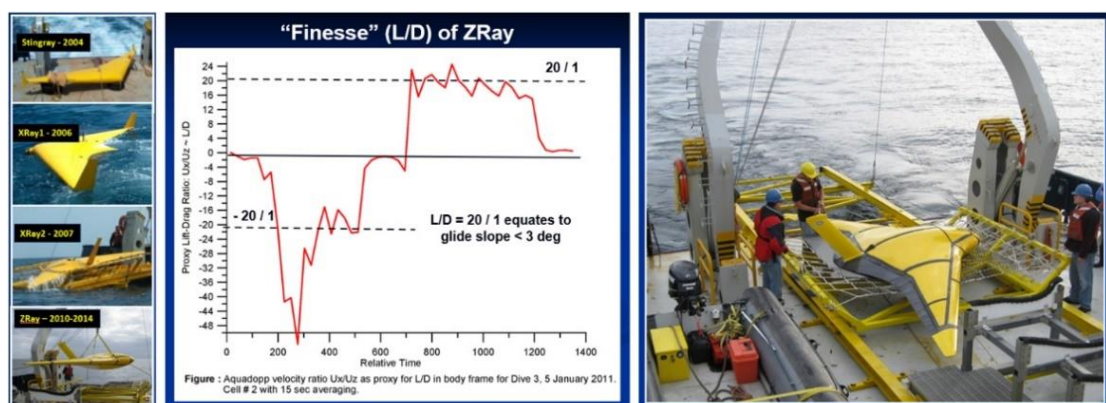 Stingray - 2004
XRay1 - 2006
XRay2 - 2007
ZRay – 2010-2014
“Finesse” (L/D) of ZRay
Proxy Lift-Drag Ratio: Ux/Uz ~ L/D
24
20
16
12
8
4
0
-4
-8
-12
-16
-20
-24
-28
-32
-36
-40
-44
-48
20 / 1
- 20 / 1
L/D = 20 / 1 equates to
glide slope < 3 deg
0 200 400 600 800 1000 1200 1400
Relative Time
Figure : Aquadopp velocity ratio Ux/Uz as proxy for L/D in body frame for Dive 3, 5 January 2011.
Cell # 2 with 15 sec averaging.